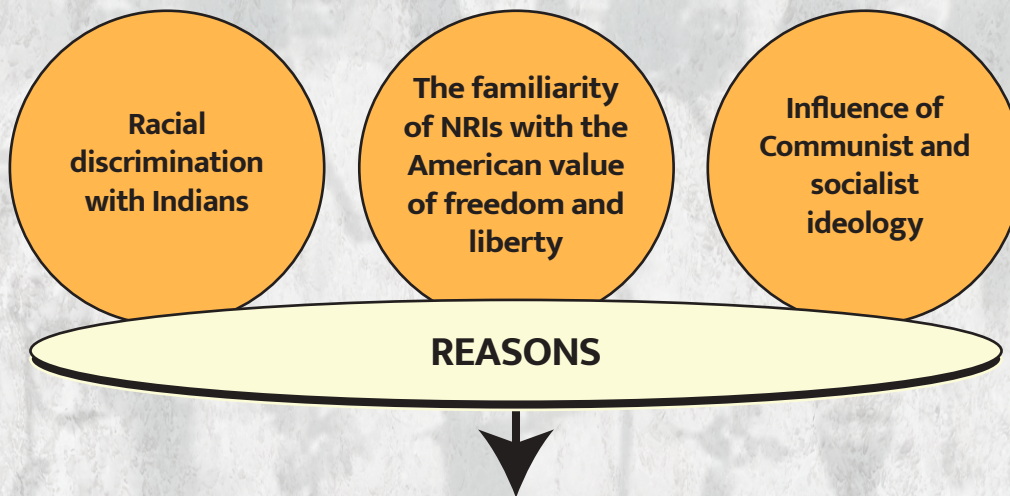 Racial
discrimination
with Indians
The familiarity
of NRIs with the
American value
of freedom and
liberty
Influence of
Communist and
socialist
ideology
REASONS